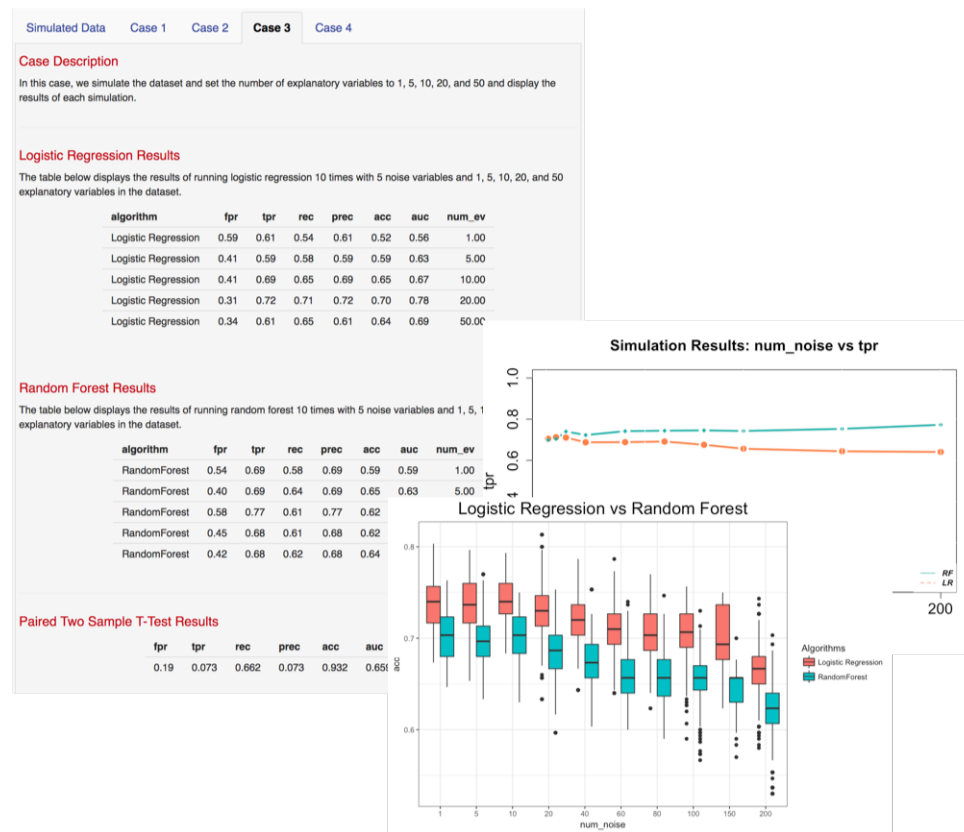 Simulated Data Case 1 Case 2 Case 3 Case 4
Case Description
In this case, we simulate the dataset and set the number of explanatory variables to 1, 5, 10, 20, and 50 and display the
results of each simulation.
Logistic Regression Results
The table below displays the results of running logistic regression 10 times with 5 noise variables and 1, 5, 10, 20, and 50
explanatory variables in the dataset.
algorithm fpr tpr rec prec acc auc num_ev
Logistic Regression 0.59 0.61 0.54 0.61 0.52 0.56 1.00
Logistic Regression 0.41 0.59 0.58 0.59 0.59 0.63 5.00
Logistic Regression 0.41 0.69 0.65 0.69 0.65 0.67 10.00
Logistic Regression 0.31 0.72 0.71 0.72 0.70 0.78 20.00
Logistic Regression 0.34 0.61 0.65 0.61 0.64 0.69 50.00
Random Forest Results
The table below displays the results of running random forest 10 times with 5 noise variables and 1, 5, 1
explanatory variables in the dataset.
algorithm fpr tpr rec prec acc auc num_ev
RandomForest 0.54 0.69 0.58 0.69 0.59 0.59 1.00
RandomForest 0.40 0.69 0.64 0.69 0.65 0.63 5.00
RandomForest 0.58 0.77 0.61 0.77 0.62
RandomForest 0.45 0.68 0.61 0.68 0.62
RandomForest 0.42 0.68 0.62 0.68 0.64
Paired Two Sample T-Test Results
fpr tpr rec prec acc auc
0.19 0.073 0.662 0.073 0.932 0.659
Simulation Results: num_noise vs tpr
1.0
0.8
0.6
4
tpr
RF
LR
200
Logistic Regression vs Random Forest
0.8
0.7
0.6
acc
1 5 10 20 40 60 80 100 150 200
num_noise
Algorithms
Logistic Regression
RandomForest